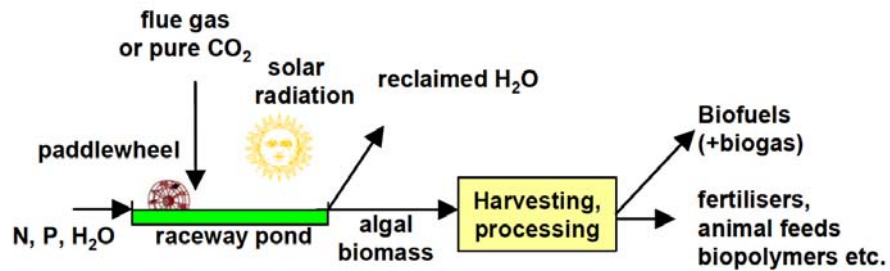 flue gas
or pure CO₂
solar
radiation
reclaimed H₂O
paddlewheel
Biofuels
(+biogas)
Harvesting,
processing
N, P, H₂O
raceway pond
algal
biomass
fertilisers,
animal feeds
biopolymers etc.